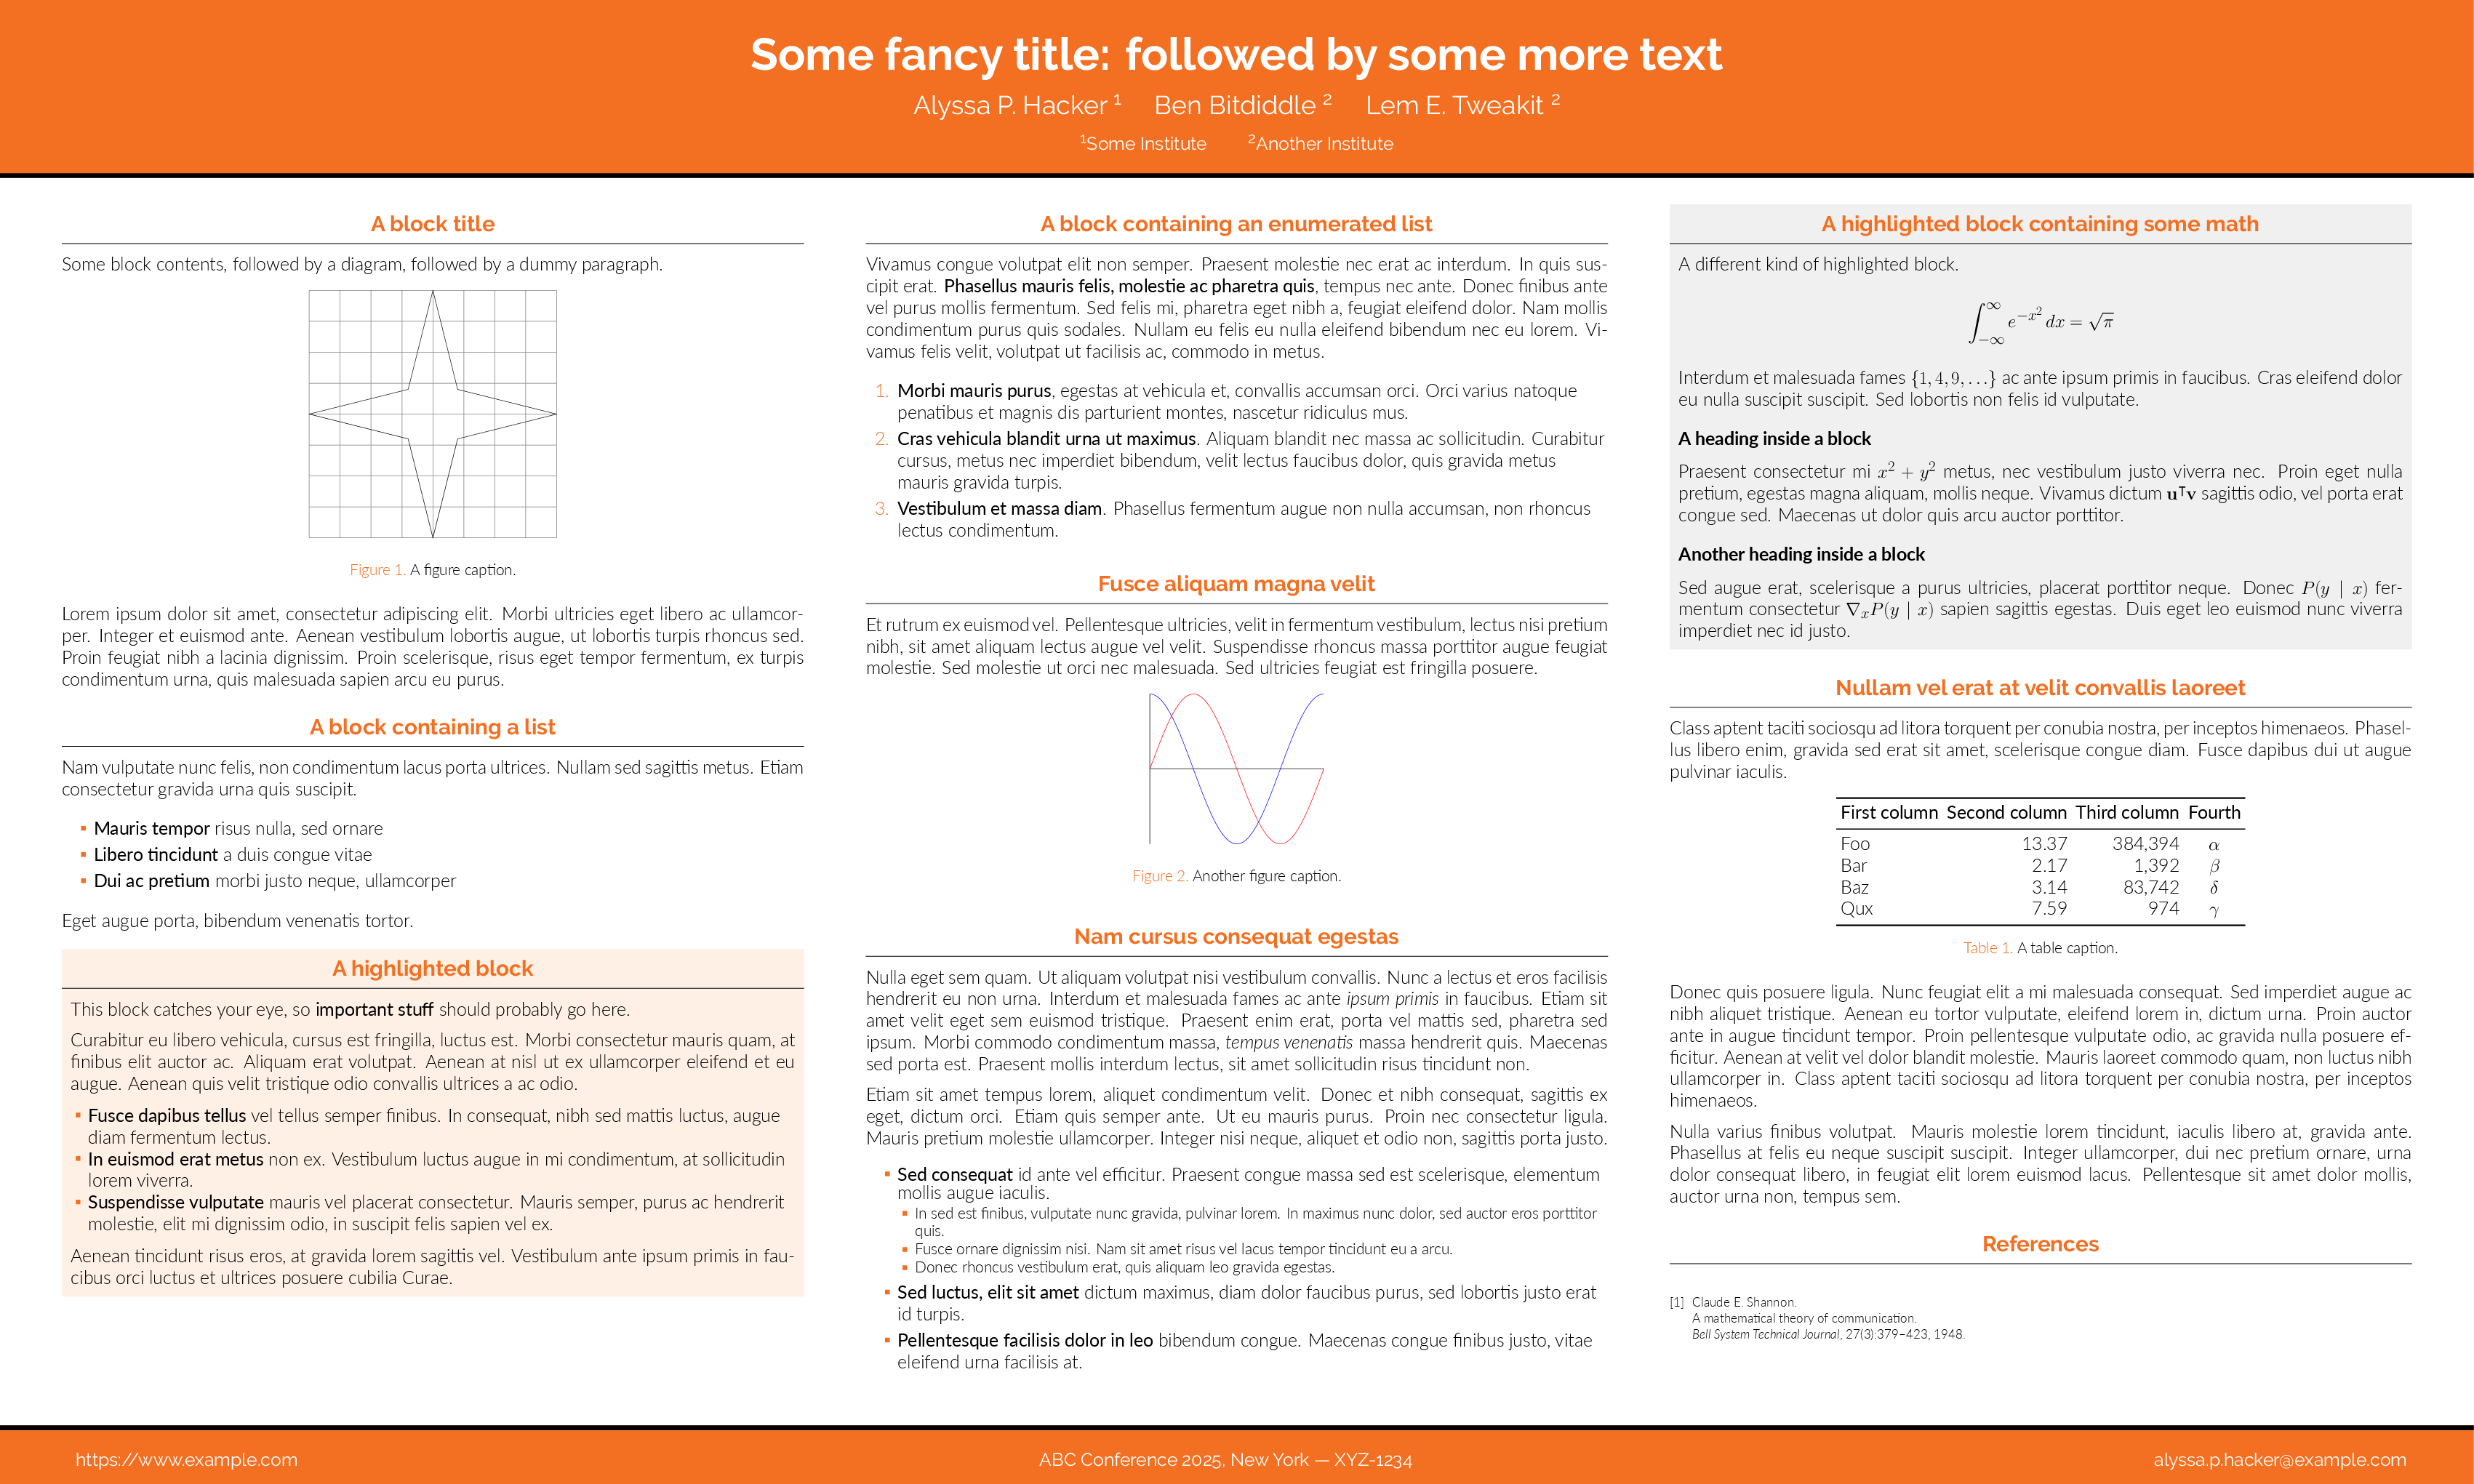 Some fancy title: followed by some more text
Alyssa P. Hacker ¹ Ben Bitdiddle ² Lem E. Tweakit ²
¹Some Institute ²Another Institute
A block title
Some block contents, followed by a diagram, followed by a dummy paragraph.
Figure 1. A figure caption.
Lorem ipsum dolor sit amet, consectetur adipiscing elit. Morbi ultricies eget libero ac ullamcor-
per. Integer et euismod ante. Aenean vestibulum lobortis augue, ut lobortis turpis rhoncus sed.
Proin feugiat nibh a lacinia dignissim. Proin scelerisque, risus eget tempor fermentum, ex turpis
condimentum urna, quis malesuada sapien arcu eu purus.
A block containing a list
Nam vulputate nunc felis, non condimentum lacus porta ultrices. Nullam sed sagittis metus. Etiam
consectetur gravida urna quis suscipit.
▪ Mauris tempor risus nulla, sed ornare
▪ Libero tincidunt a duis congue vitae
▪ Dui ac pretium morbi justo neque, ullamcorper
Eget augue porta, bibendum venenatis tortor.
A highlighted block
This block catches your eye, so important stuff should probably go here.
Curabitur eu libero vehicula, cursus est fringilla, luctus est. Morbi consectetur mauris quam, at
finibus elit auctor ac. Aliquam erat volutpat. Aenean at nisl ut ex ullamcorper eleifend et eu
augue. Aenean quis velit tristique odio convallis ultrices a ac odio.
▪ Fusce dapibus tellus vel tellus semper finibus. In consequat, nibh sed mattis luctus, augue
diam fermentum lectus.
▪ In euismod erat metus non ex. Vestibulum luctus augue in mi condimentum, at sollicitudin
lorem viverra.
▪ Suspendisse vulputate mauris vel placerat consectetur. Mauris semper, purus ac hendrerit
molestie, elit mi dignissim odio, in suscipit felis sapien vel ex.
Aenean tincidunt risus eros, at gravida lorem sagittis vel. Vestibulum ante ipsum primis in fau-
cibus orci luctus et ultrices posuere cubilia Curae.
A block containing an enumerated list
Vivamus congue volutpat elit non semper. Praesent molestie nec erat ac interdum. In quis sus-
cipit erat. Phasellus mauris felis, molestie ac pharetra quis, tempus nec ante. Donec finibus ante
vel purus mollis fermentum. Sed felis mi, pharetra eget nibh a, feugiat eleifend dolor. Nam mollis
condimentum purus quis sodales. Nullam eu felis eu nulla eleifend bibendum nec eu lorem. Vi-
vamus felis velit, volutpat ut facilisis ac, commodo in metus.
1. Morbi mauris purus, egestas at vehicula et, convallis accumsan orci. Orci varius natoque
penatibus et magnis dis parturient montes, nascetur ridiculus mus.
2. Cras vehicula blandit urna ut maximus. Aliquam blandit nec massa ac sollicitudin. Curabitur
cursus, metus nec imperdiet bibendum, velit lectus faucibus dolor, quis gravida metus
mauris gravida turpis.
3. Vestibulum et massa diam. Phasellus fermentum augue non nulla accumsan, non rhoncus
lectus condimentum.
Fusce aliquam magna velit
Et rutrum ex euismod vel. Pellentesque ultricies, velit in fermentum vestibulum, lectus nisi pretium
nibh, sit amet aliquam lectus augue vel velit. Suspendisse rhoncus massa porttitor augue feugiat
molestie. Sed molestie ut orci nec malesuada. Sed ultricies feugiat est fringilla posuere.
Figure 2. Another figure caption.
Nam cursus consequat egestas
Nulla eget sem quam. Ut aliquam volutpat nisi vestibulum convallis. Nunc a lectus et eros facilisis
hendrerit eu non urna. Interdum et malesuada fames ac ante ipsum primis in faucibus. Etiam sit
amet velit eget sem euismod tristique. Praesent enim erat, porta vel mattis sed, pharetra sed
ipsum. Morbi commodo condimentum massa, tempus venenatis massa hendrerit quis. Maecenas
sed porta est. Praesent mollis interdum lectus, sit amet sollicitudin risus tincidunt non.
Etiam sit amet tempus lorem, aliquet condimentum velit. Donec et nibh consequat, sagittis ex
eget, dictum orci. Etiam quis semper ante. Ut eu mauris purus. Proin nec consectetur ligula.
Mauris pretium molestie ullamcorper. Integer nisi neque, aliquet et odio non, sagittis porta justo.
▪ Sed consequat id ante vel efficitur. Praesent congue massa sed est scelerisque, elementum
mollis augue iaculis.
▪ In sed est finibus, vulputate nunc gravida, pulvinar lorem. In maximus nunc dolor, sed auctor eros porttitor
quis.
▪ Fusce ornare dignissim nisi. Nam sit amet risus vel lacus tempor tincidunt eu a arcu.
▪ Donec rhoncus vestibulum erat, quis aliquam leo gravida egestas.
▪ Sed luctus, elit sit amet dictum maximus, diam dolor faucibus purus, sed lobortis justo erat
id turpis.
▪ Pellentesque facilisis dolor in leo bibendum congue. Maecenas congue finibus justo, vitae
eleifend urna facilisis at.
A highlighted block containing some math
A different kind of highlighted block.
∫_{−∞}^{∞} e^{−x²} dx = √π
Interdum et malesuada fames {1, 4, 9, …} ac ante ipsum primis in faucibus. Cras eleifend dolor
eu nulla suscipit suscipit. Sed lobortis non felis id vulputate.
A heading inside a block
Praesent consectetur mi x² + y² metus, nec vestibulum justo viverra nec. Proin eget nulla
pretium, egestas magna aliquam, mollis neque. Vivamus dictum u⊺v sagittis odio, vel porta erat
congue sed. Maecenas ut dolor quis arcu auctor porttitor.
Another heading inside a block
Sed augue erat, scelerisque a purus ultricies, placerat porttitor neque. Donec P(y | x) fer-
mentum consectetur ∇ₓP(y | x) sapien sagittis egestas. Duis eget leo euismod nunc viverra
imperdiet nec id justo.
Nullam vel erat at velit convallis laoreet
Class aptent taciti sociosqu ad litora torquent per conubia nostra, per inceptos himenaeos. Phasel-
lus libero enim, gravida sed erat sit amet, scelerisque congue diam. Fusce dapibus dui ut augue
pulvinar iaculis.
First column Second column Third column Fourth
Foo 13.37 384,394 α
Bar 2.17 1,392 β
Baz 3.14 83,742 δ
Qux 7.59 974 γ
Table 1. A table caption.
Donec quis posuere ligula. Nunc feugiat elit a mi malesuada consequat. Sed imperdiet augue ac
nibh aliquet tristique. Aenean eu tortor vulputate, eleifend lorem in, dictum urna. Proin auctor
ante in augue tincidunt tempor. Proin pellentesque vulputate odio, ac gravida nulla posuere ef-
ficitur. Aenean at velit vel dolor blandit molestie. Mauris laoreet commodo quam, non luctus nibh
ullamcorper in. Class aptent taciti sociosqu ad litora torquent per conubia nostra, per inceptos
himenaeos.
Nulla varius finibus volutpat. Mauris molestie lorem tincidunt, iaculis libero at, gravida ante.
Phasellus at felis eu neque suscipit suscipit. Integer ullamcorper, dui nec pretium ornare, urna
dolor consequat libero, in feugiat elit lorem euismod lacus. Pellentesque sit amet dolor mollis,
auctor urna non, tempus sem.
References
[1] Claude E. Shannon.
A mathematical theory of communication.
Bell System Technical Journal, 27(3):379–423, 1948.
https://www.example.com
ABC Conference 2025, New York — XYZ-1234
alyssa.p.hacker@example.com